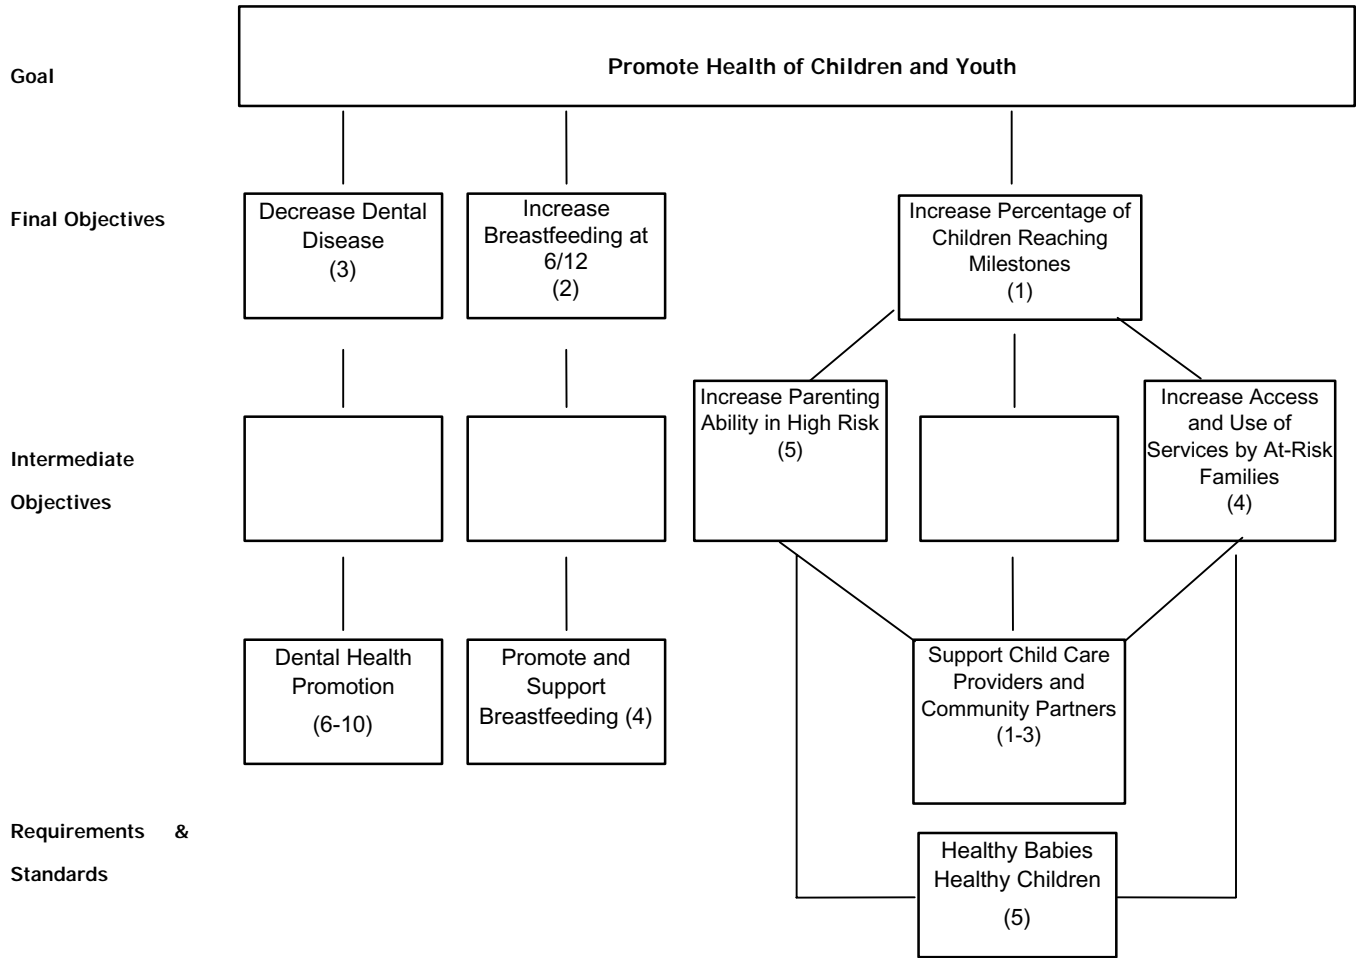 Goal
Promote Health of Children and Youth
Final Objectives
Decrease Dental
Disease
(3)
Increase
Breastfeeding at
6/12
(2)
Increase Percentage of
Children Reaching
Milestones
(1)
Intermediate
Objectives
Increase Parenting
Ability in High Risk
(5)
Increase Access
and Use of
Services by At-Risk
Families
(4)
Dental Health
Promotion
(6-10)
Promote and
Support
Breastfeeding (4)
Support Child Care
Providers and
Community Partners
(1-3)
Requirements &
Standards
Healthy Babies
Healthy Children
(5)